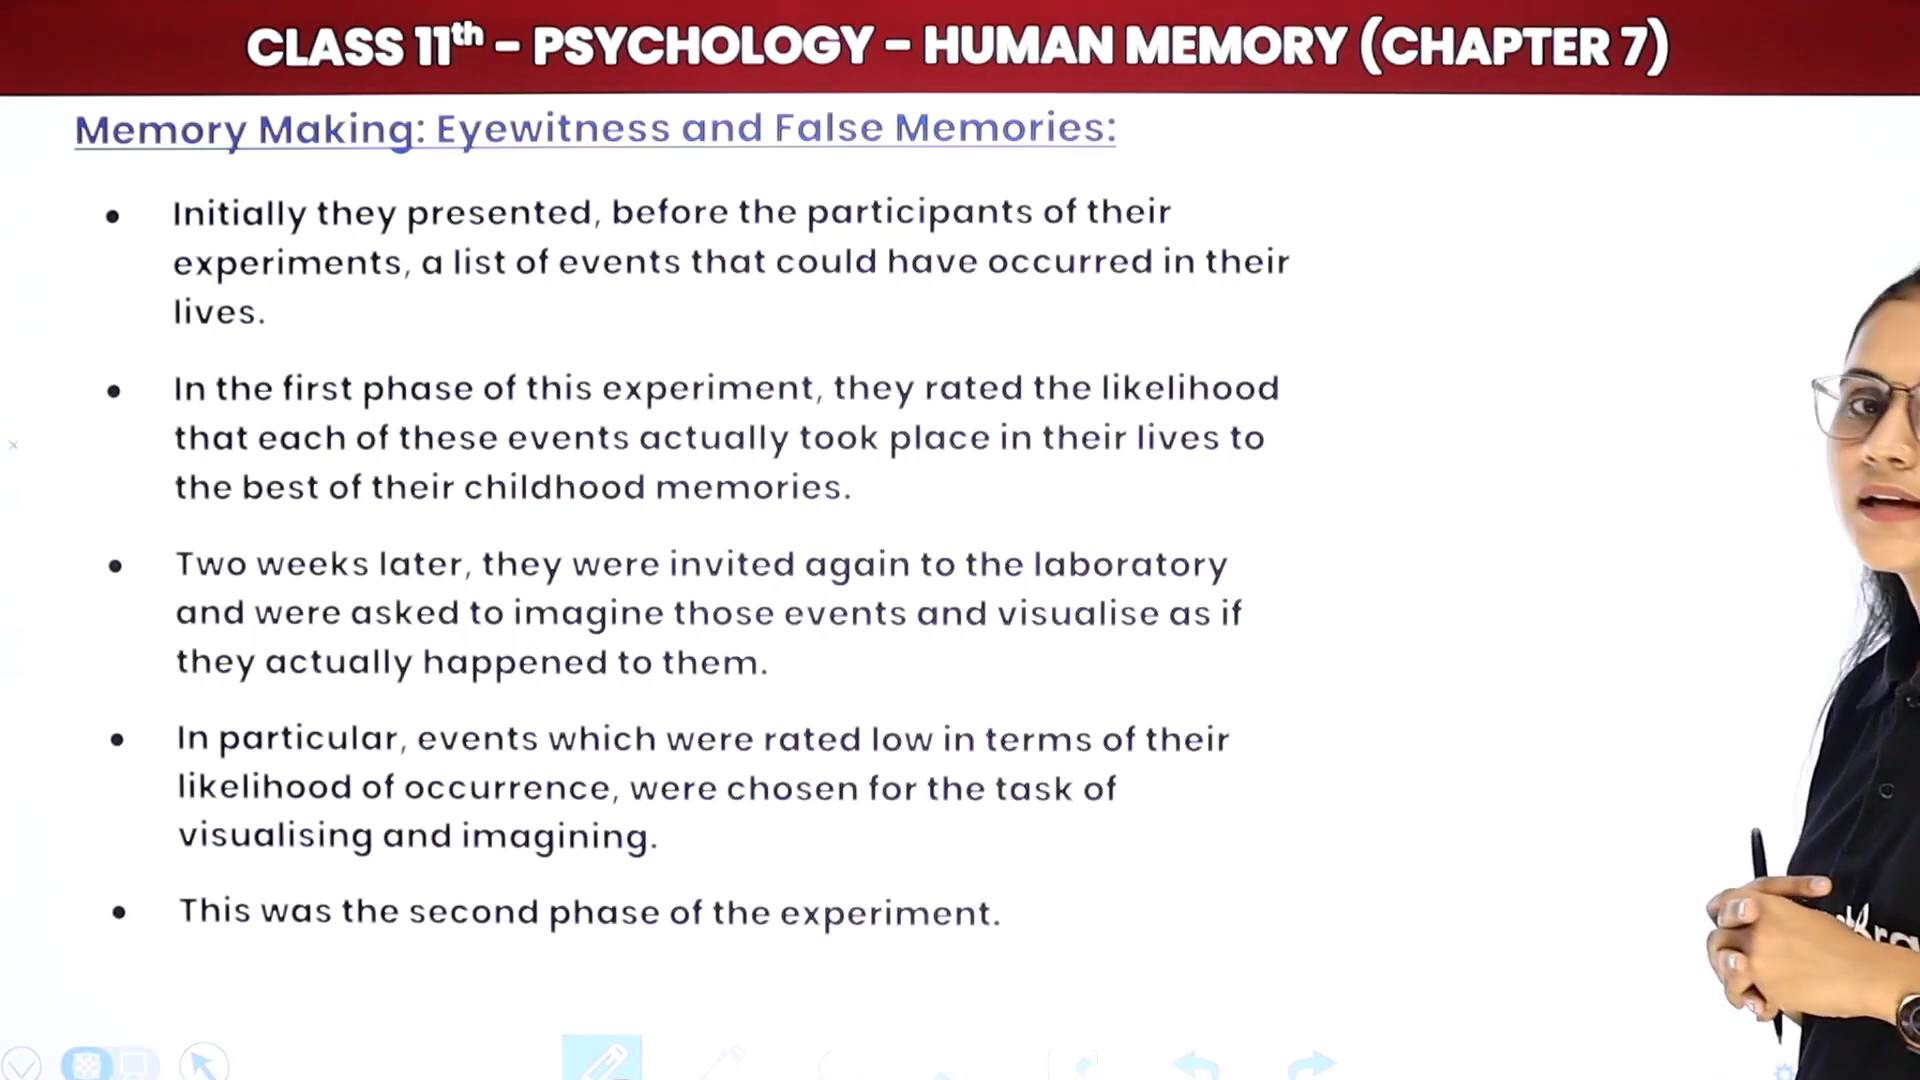 CLASS 11th - PSYCHOLOGY - HUMAN MEMORY (CHAPTER 7)
Memory Making: Eyewitness and False Memories:
• Initially they presented, before the participants of their
experiments, a list of events that could have occurred in their
lives.
• In the first phase of this experiment, they rated the likelihood
that each of these events actually took place in their lives to
the best of their childhood memories.
• Two weeks later, they were invited again to the laboratory
and were asked to imagine those events and visualise as if
they actually happened to them.
• In particular, events which were rated low in terms of their
likelihood of occurrence, were chosen for the task of
visualising and imagining.
• This was the second phase of the experiment.